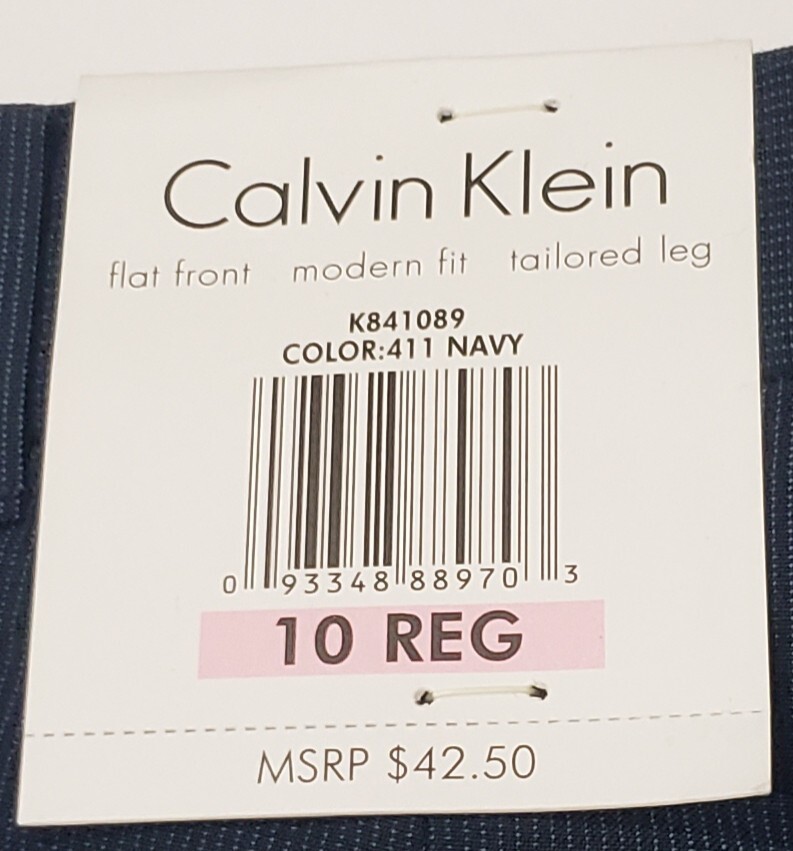 Calvin Klein
flat front modern fit tailored leg
K841089
COLOR:411 NAVY
0 93348 88970 3
10 REG
MSRP $42.50